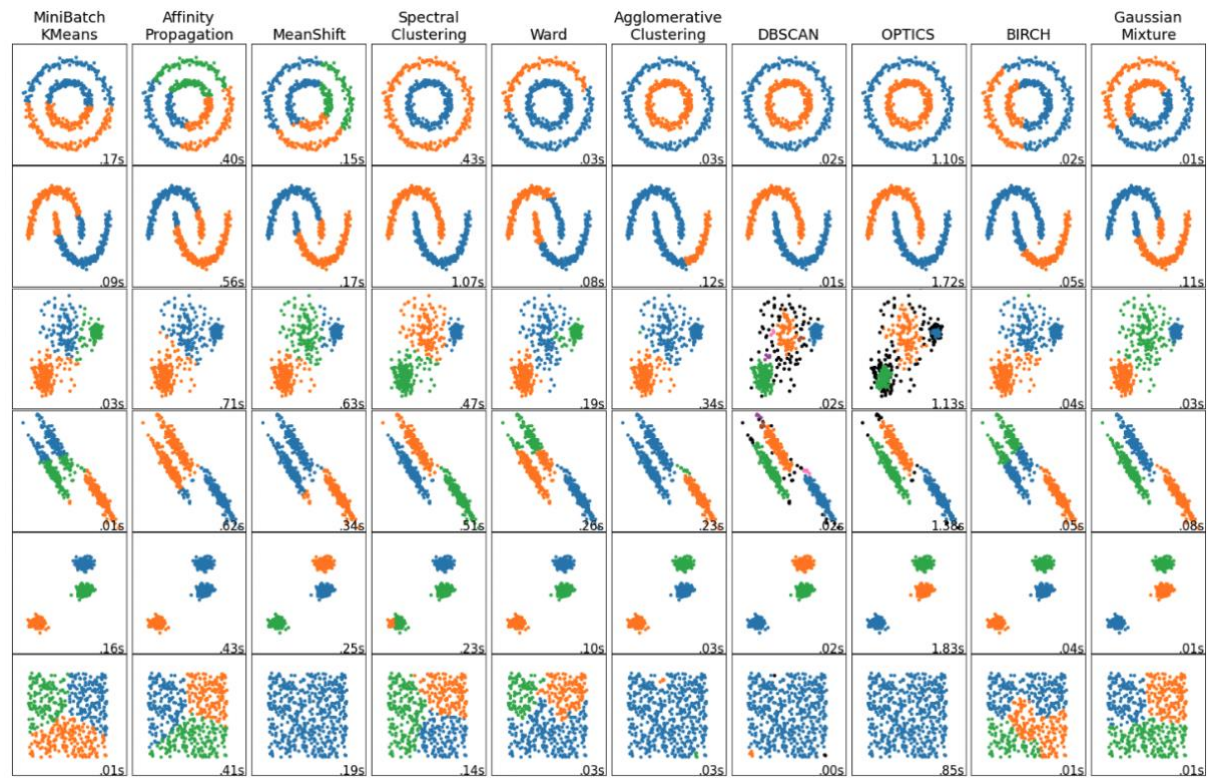 MiniBatch
KMeans
Affinity
Propagation
MeanShift
Spectral
Clustering
Ward
Agglomerative
Clustering
DBSCAN
OPTICS
BIRCH
Gaussian
Mixture
.17s .40s .15s .43s .03s .03s .02s 1.10s .02s .01s
.09s .56s .17s 1.07s .08s .12s .01s 1.72s .05s .11s
.03s .71s .63s .47s .19s .34s .02s 1.13s .04s .03s
.01s .62s .34s .51s .26s .23s .02s 1.38s .05s .08s
.16s .43s .25s .23s .10s .03s .02s 1.83s .04s .01s
.01s .41s .19s .14s .03s .03s .00s .85s .01s .01s